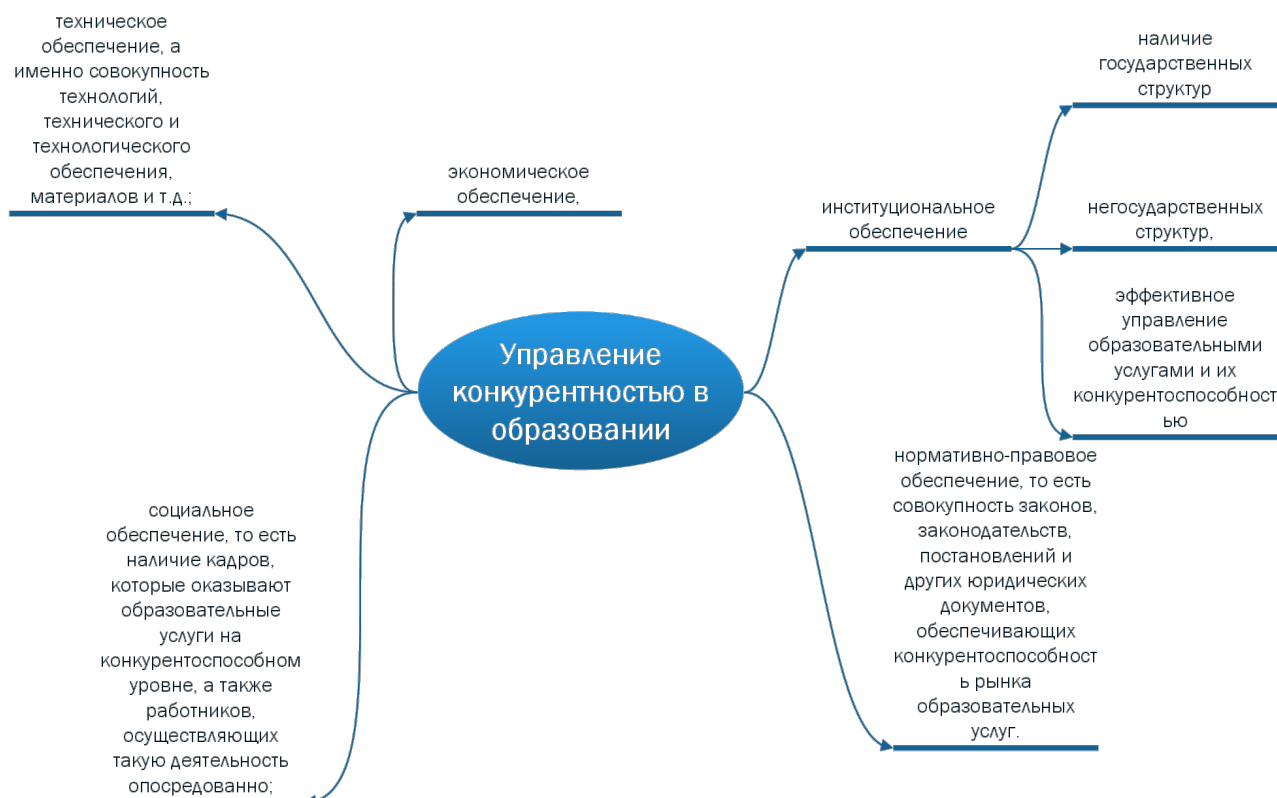 техническое
обеспечение, а
именно совокупность
технологий,
технического и
технологического
обеспечения,
материалов и т.д.;
экономическое
обеспечение,
институциональное
обеспечение
наличие
государственных
структур
негосударственных
структур,
эффективное
управление
образовательными
услугами и их
конкурентоспособност
ью
Управление
конкурентностью в
образовании
социальное
обеспечение, то есть
наличие кадров,
которые оказывают
образовательные
услуги на
конкурентоспособном
уровне, а также
работников,
осуществляющих
такую деятельность
опосредованно;
нормативно-правовое
обеспечение, то есть
совокупность законов,
законодательств,
постановлений и
других юридических
документов,
обеспечивающих
конкурентоспособност
ь рынка
образовательных
услуг.